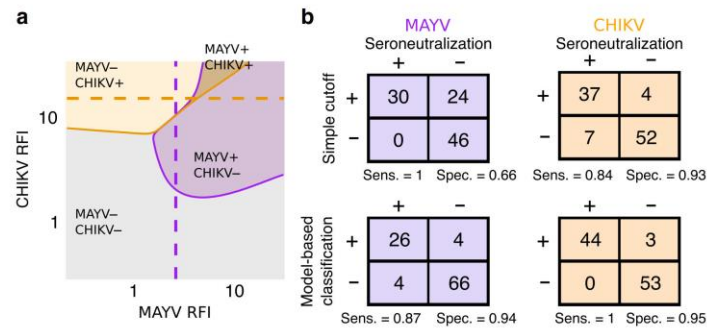 a
MAYV−
CHIKV+
MAYV+
CHIKV+
MAYV+
CHIKV−
MAYV−
CHIKV−
10
1
CHIKV RFI
1
10
MAYV RFI
b
MAYV
Seroneutralization
+ −
Simple cutoff
+ 30 24
− 0 46
Sens. = 1 Spec. = 0.66
CHIKV
Seroneutralization
+ −
+ 37 4
− 7 52
Sens. = 0.84 Spec. = 0.93
Model-based
classification
+ −
+ 26 4
− 4 66
Sens. = 0.87 Spec. = 0.94
+ −
+ 44 3
− 0 53
Sens. = 1 Spec. = 0.95